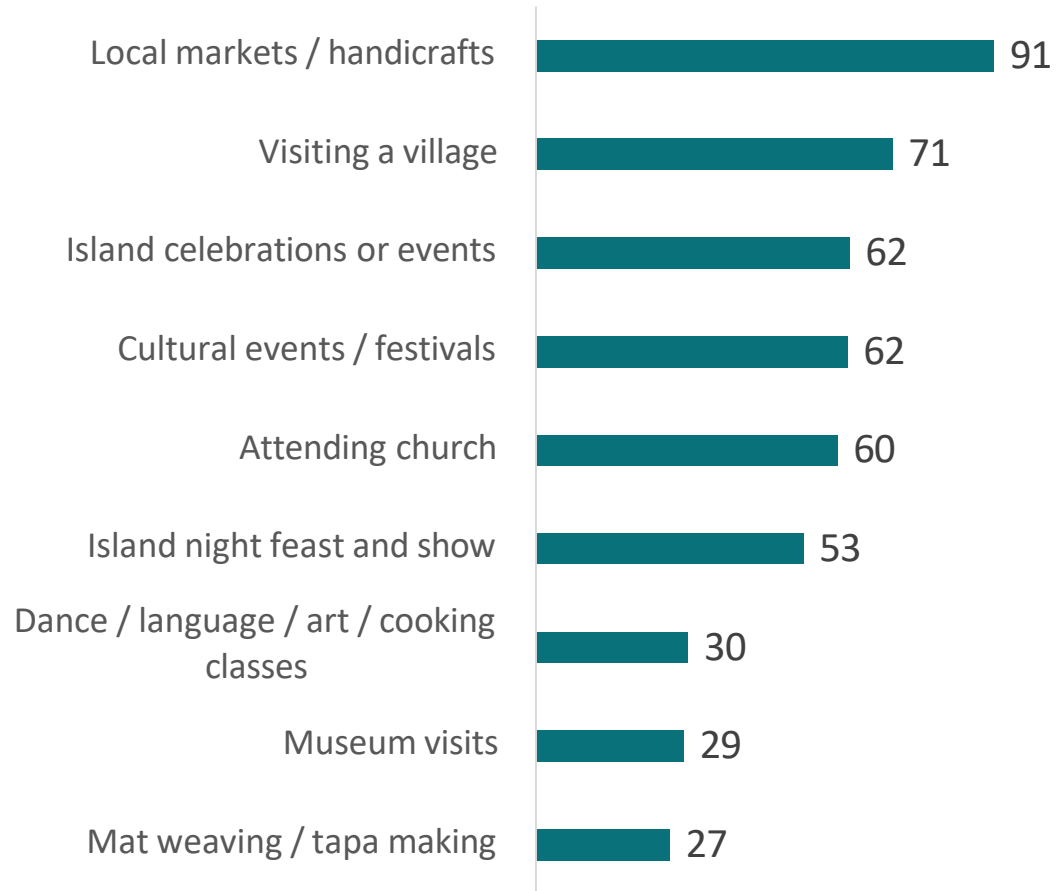 Local markets / handicrafts 91
Visiting a village 71
Island celebrations or events 62
Cultural events / festivals 62
Attending church 60
Island night feast and show 53
Dance / language / art / cooking
classes 30
Museum visits 29
Mat weaving / tapa making 27